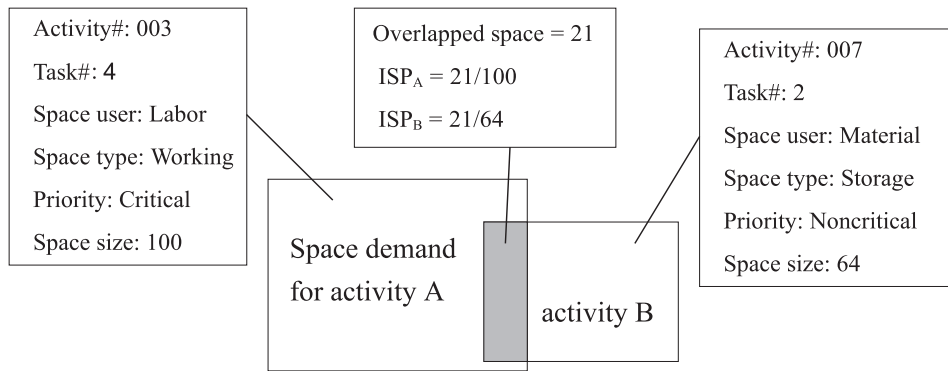 Activity#: 003
Task#: 4
Space user: Labor
Space type: Working
Priority: Critical
Space size: 100
Overlapped space = 21
ISP_A = 21/100
ISP_B = 21/64
Activity#: 007
Task#: 2
Space user: Material
Space type: Storage
Priority: Noncritical
Space size: 64
Space demand
for activity A
activity B